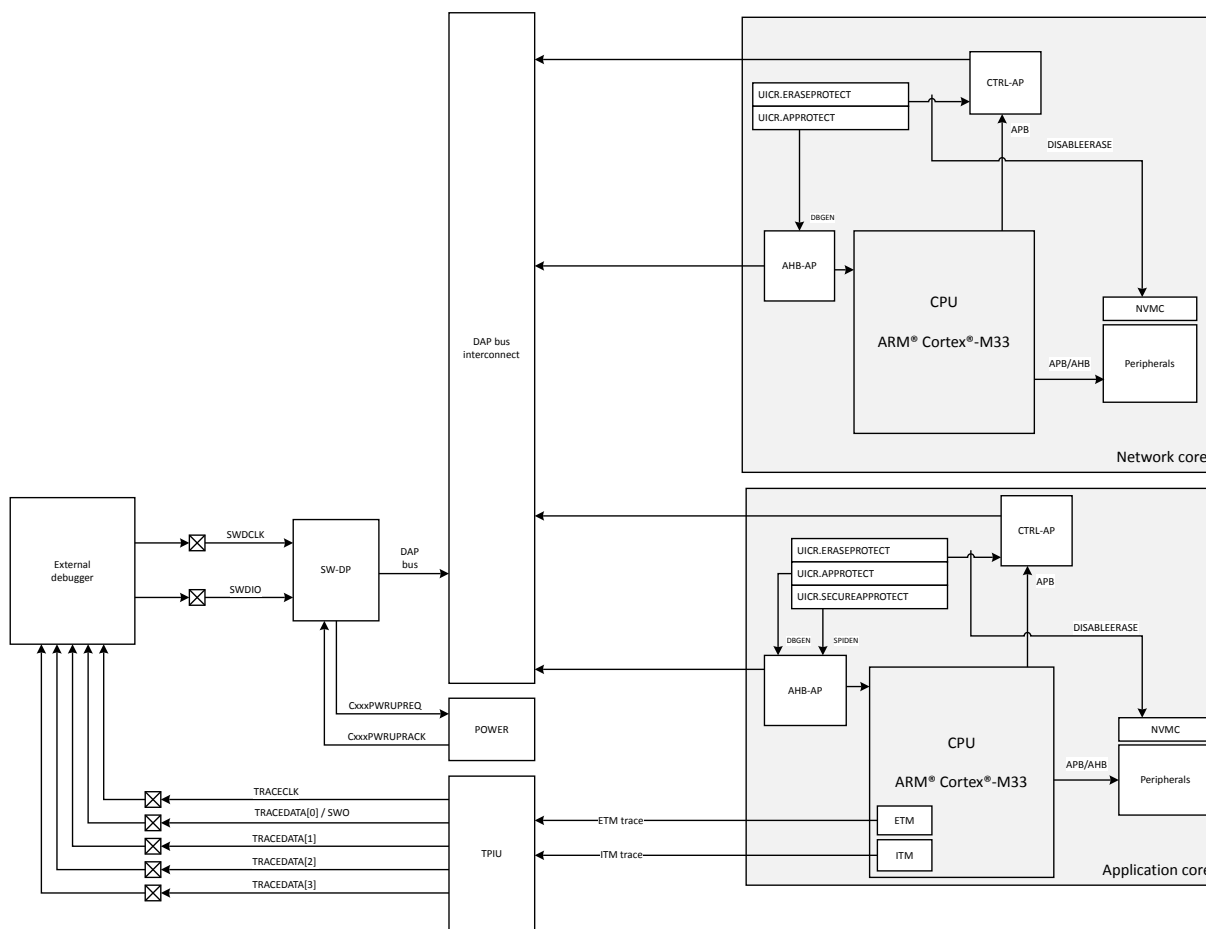 CTRL-AP
UICR.ERASEPROTECT
UICR.APPROTECT
APB
DISABLEERASE
DBGEN
AHB-AP
CPU
ARM® Cortex®-M33
NVMC
Peripherals
APB/AHB
Network core
DAP bus
interconnect
External
debugger
SWDCLK
SWDIO
SW-DP
DAP
bus
CxxxPWRUPREQ
CxxxPWRUPRACK
POWER
CTRL-AP
UICR.ERASEPROTECT
UICR.APPROTECT
UICR.SECUREAPPROTECT
APB
DISABLEERASE
DBGEN
SPIDEN
AHB-AP
CPU
ARM® Cortex®-M33
NVMC
Peripherals
APB/AHB
ETM
ITM
Application core
ETM trace
ITM trace
TPIU
TRACECLK
TRACEDATA[0] / SWO
TRACEDATA[1]
TRACEDATA[2]
TRACEDATA[3]